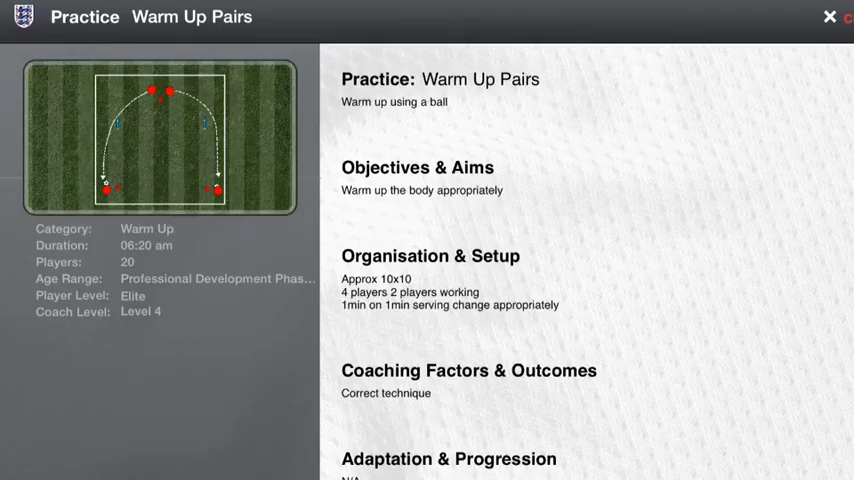 Practice Warm Up Pairs
Category: Warm Up
Duration: 06:20 am
Players: 20
Age Range: Professional Development Phas...
Player Level: Elite
Coach Level: Level 4
Practice: Warm Up Pairs
Warm up using a ball
Objectives & Aims
Warm up the body appropriately
Organisation & Setup
Approx 10x10
4 players 2 players working
1min on 1min serving change appropriately
Coaching Factors & Outcomes
Correct technique
Adaptation & Progression
N/A